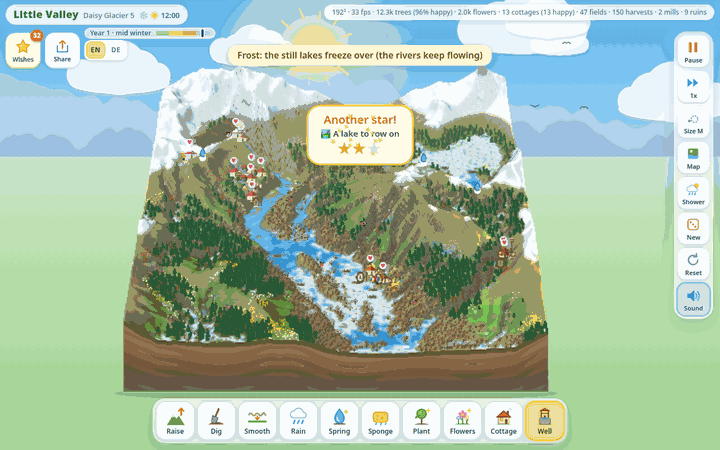 Little Valley Daisy Glacier 5 12:00
192² · 33 fps · 12.3k trees (96% happy) · 2.0k flowers · 13 cottages (13 happy) · 47 fields · 150 harvest · 2 mills · 9 ruins
Year 1 · mid winter
32
Wishes
Share
EN
DE
Frost: the still lakes freeze over (the rivers keep flowing)
Another star!
A lake to row on
Pause
1x
Size M
Map
Shower
New
Reset
Sound
Raise
Dig
Smooth
Rain
Spring
Sponge
Plant
Flowers
Cottage
Well